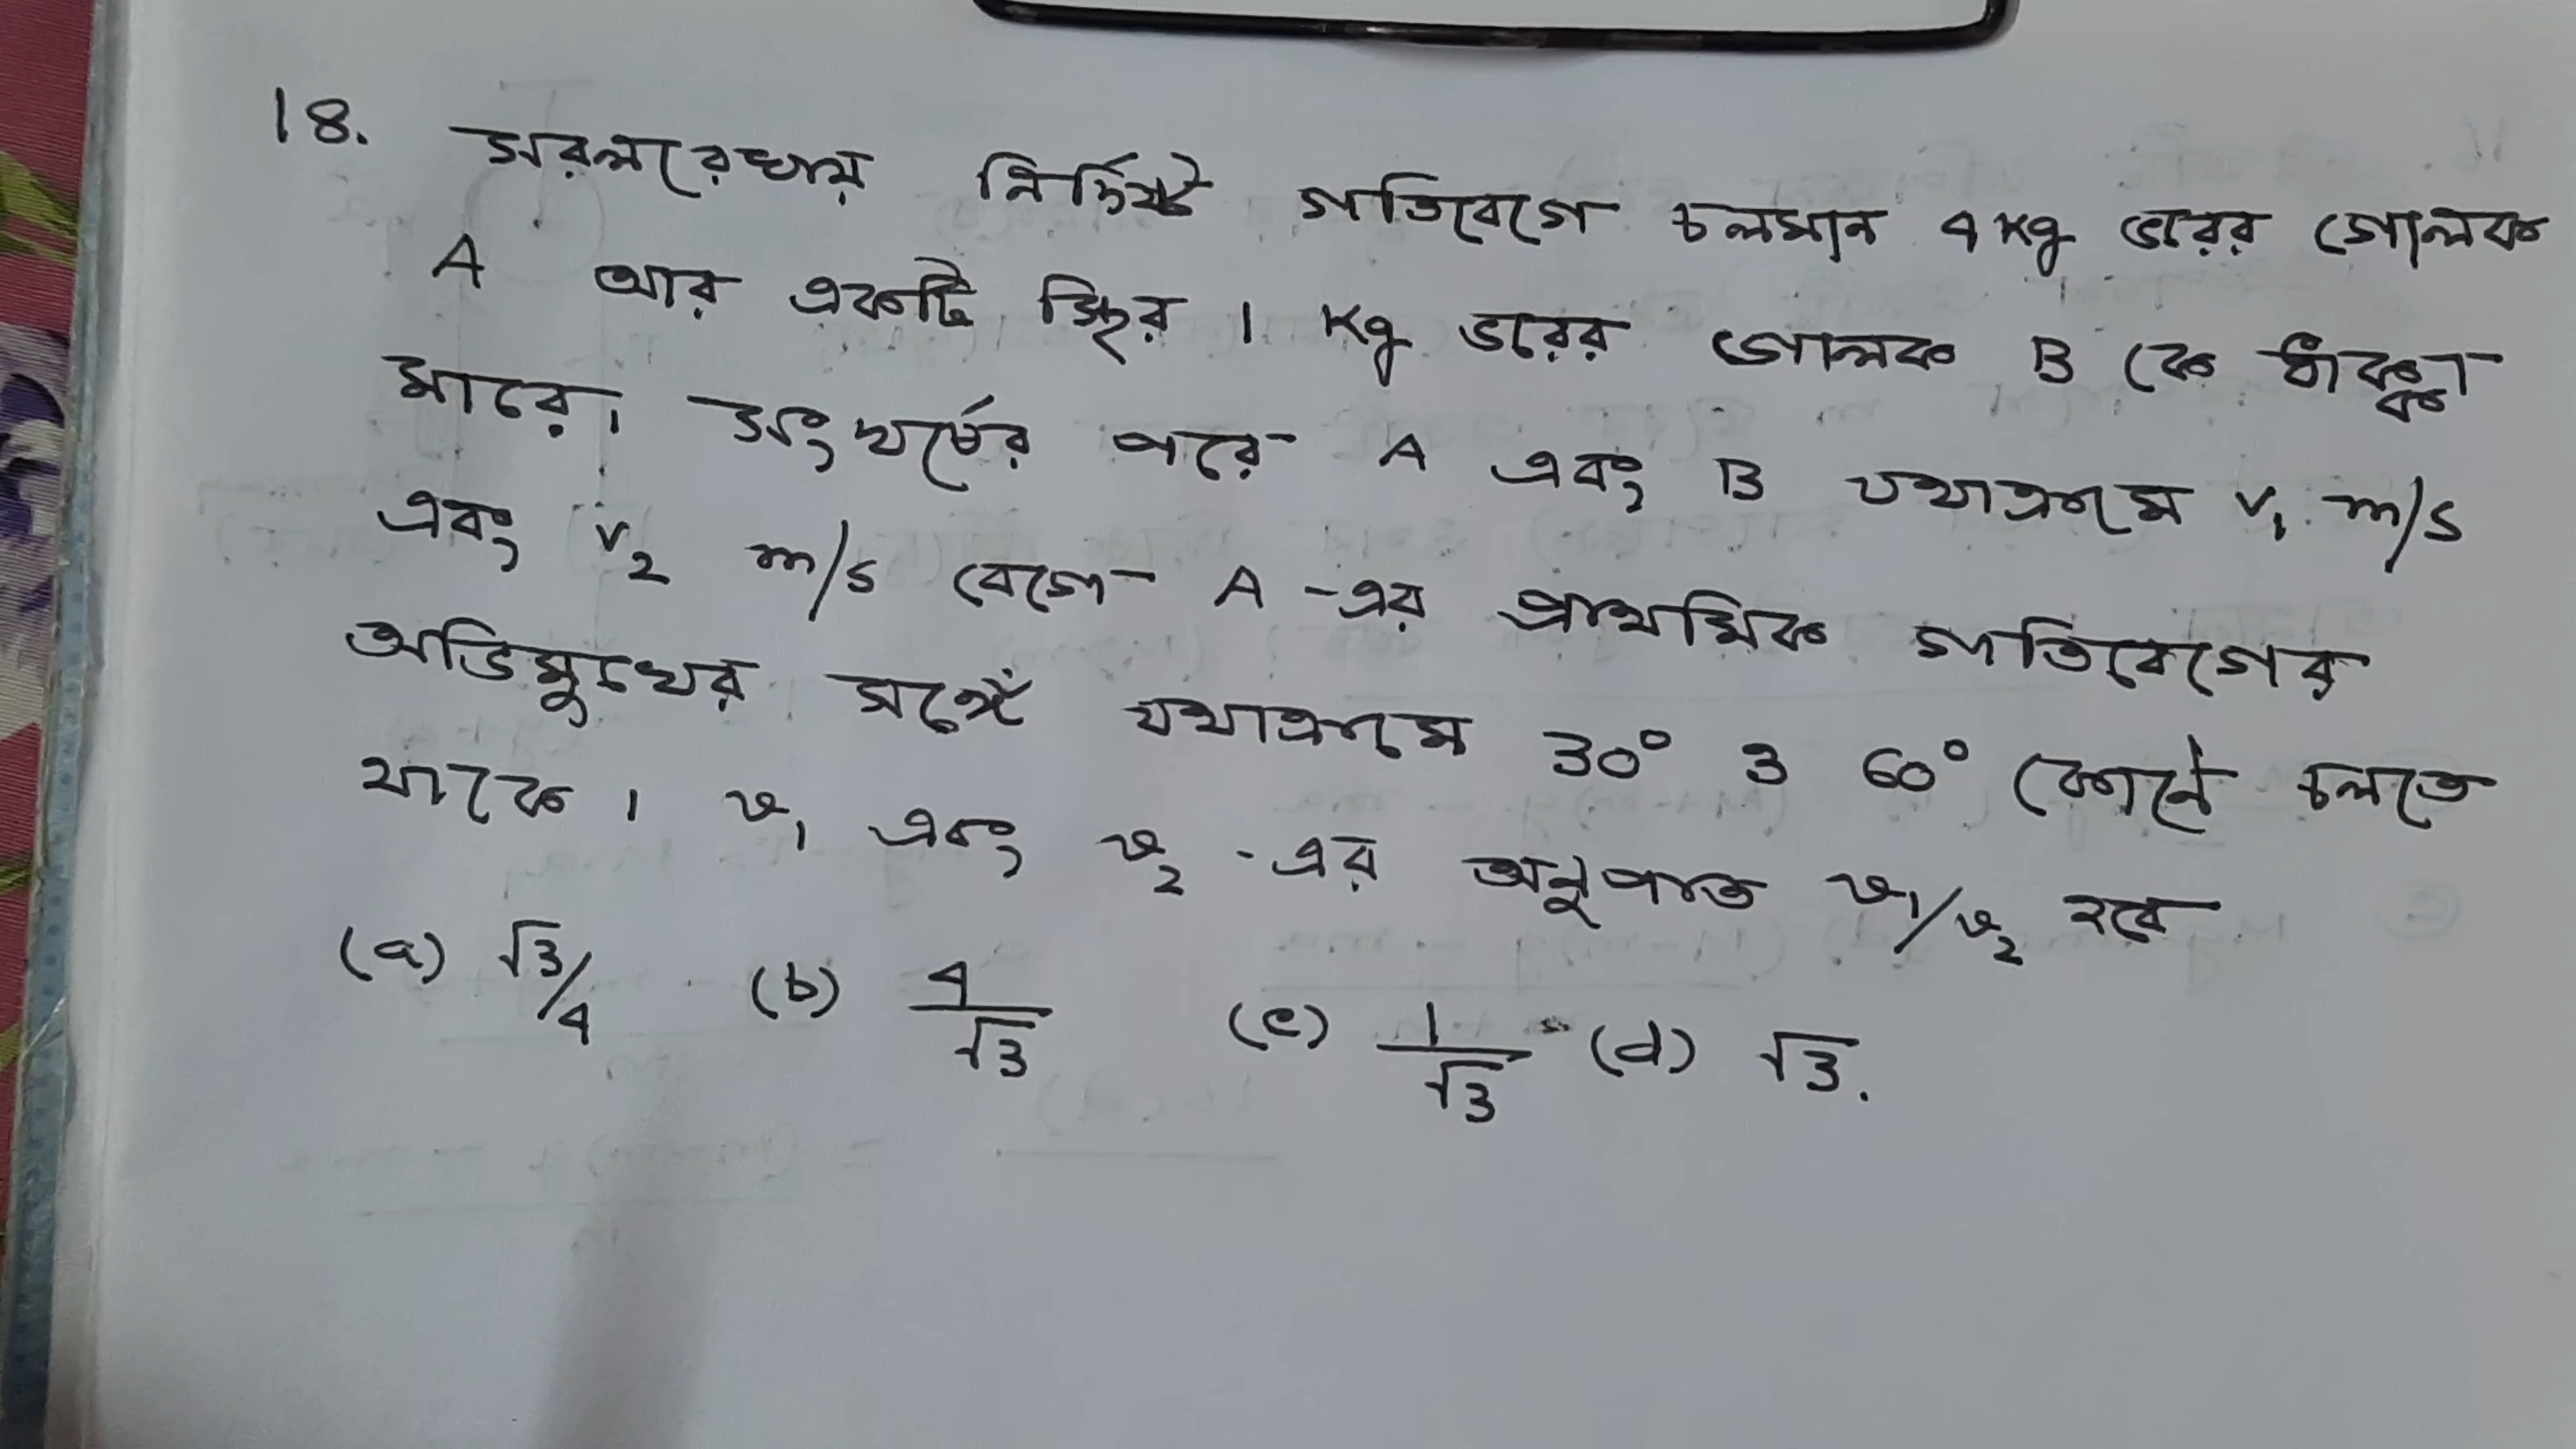 18. সরলরেখায় নির্দিষ্ট গতিবেগে চলমান 4 kg ভরের গোলক
A আর একটি স্থির 1 kg ভরের গোলক B কে ধাক্কা
মারে। সংঘর্ষের পরে A এবং B যথাক্রমে v₁ m/s
এবং v₂ m/s বেগে A -এর প্রাথমিক গতিবেগের
অভিমুখের সঙ্গে যথাক্রমে 30° ও 60° কোণে চলতে
থাকে। v₁ এবং v₂ -এর অনুপাত v₁/v₂ হবে
(a) √3/4 (b) 4/√3 (c) 1/√3 (d) √3.